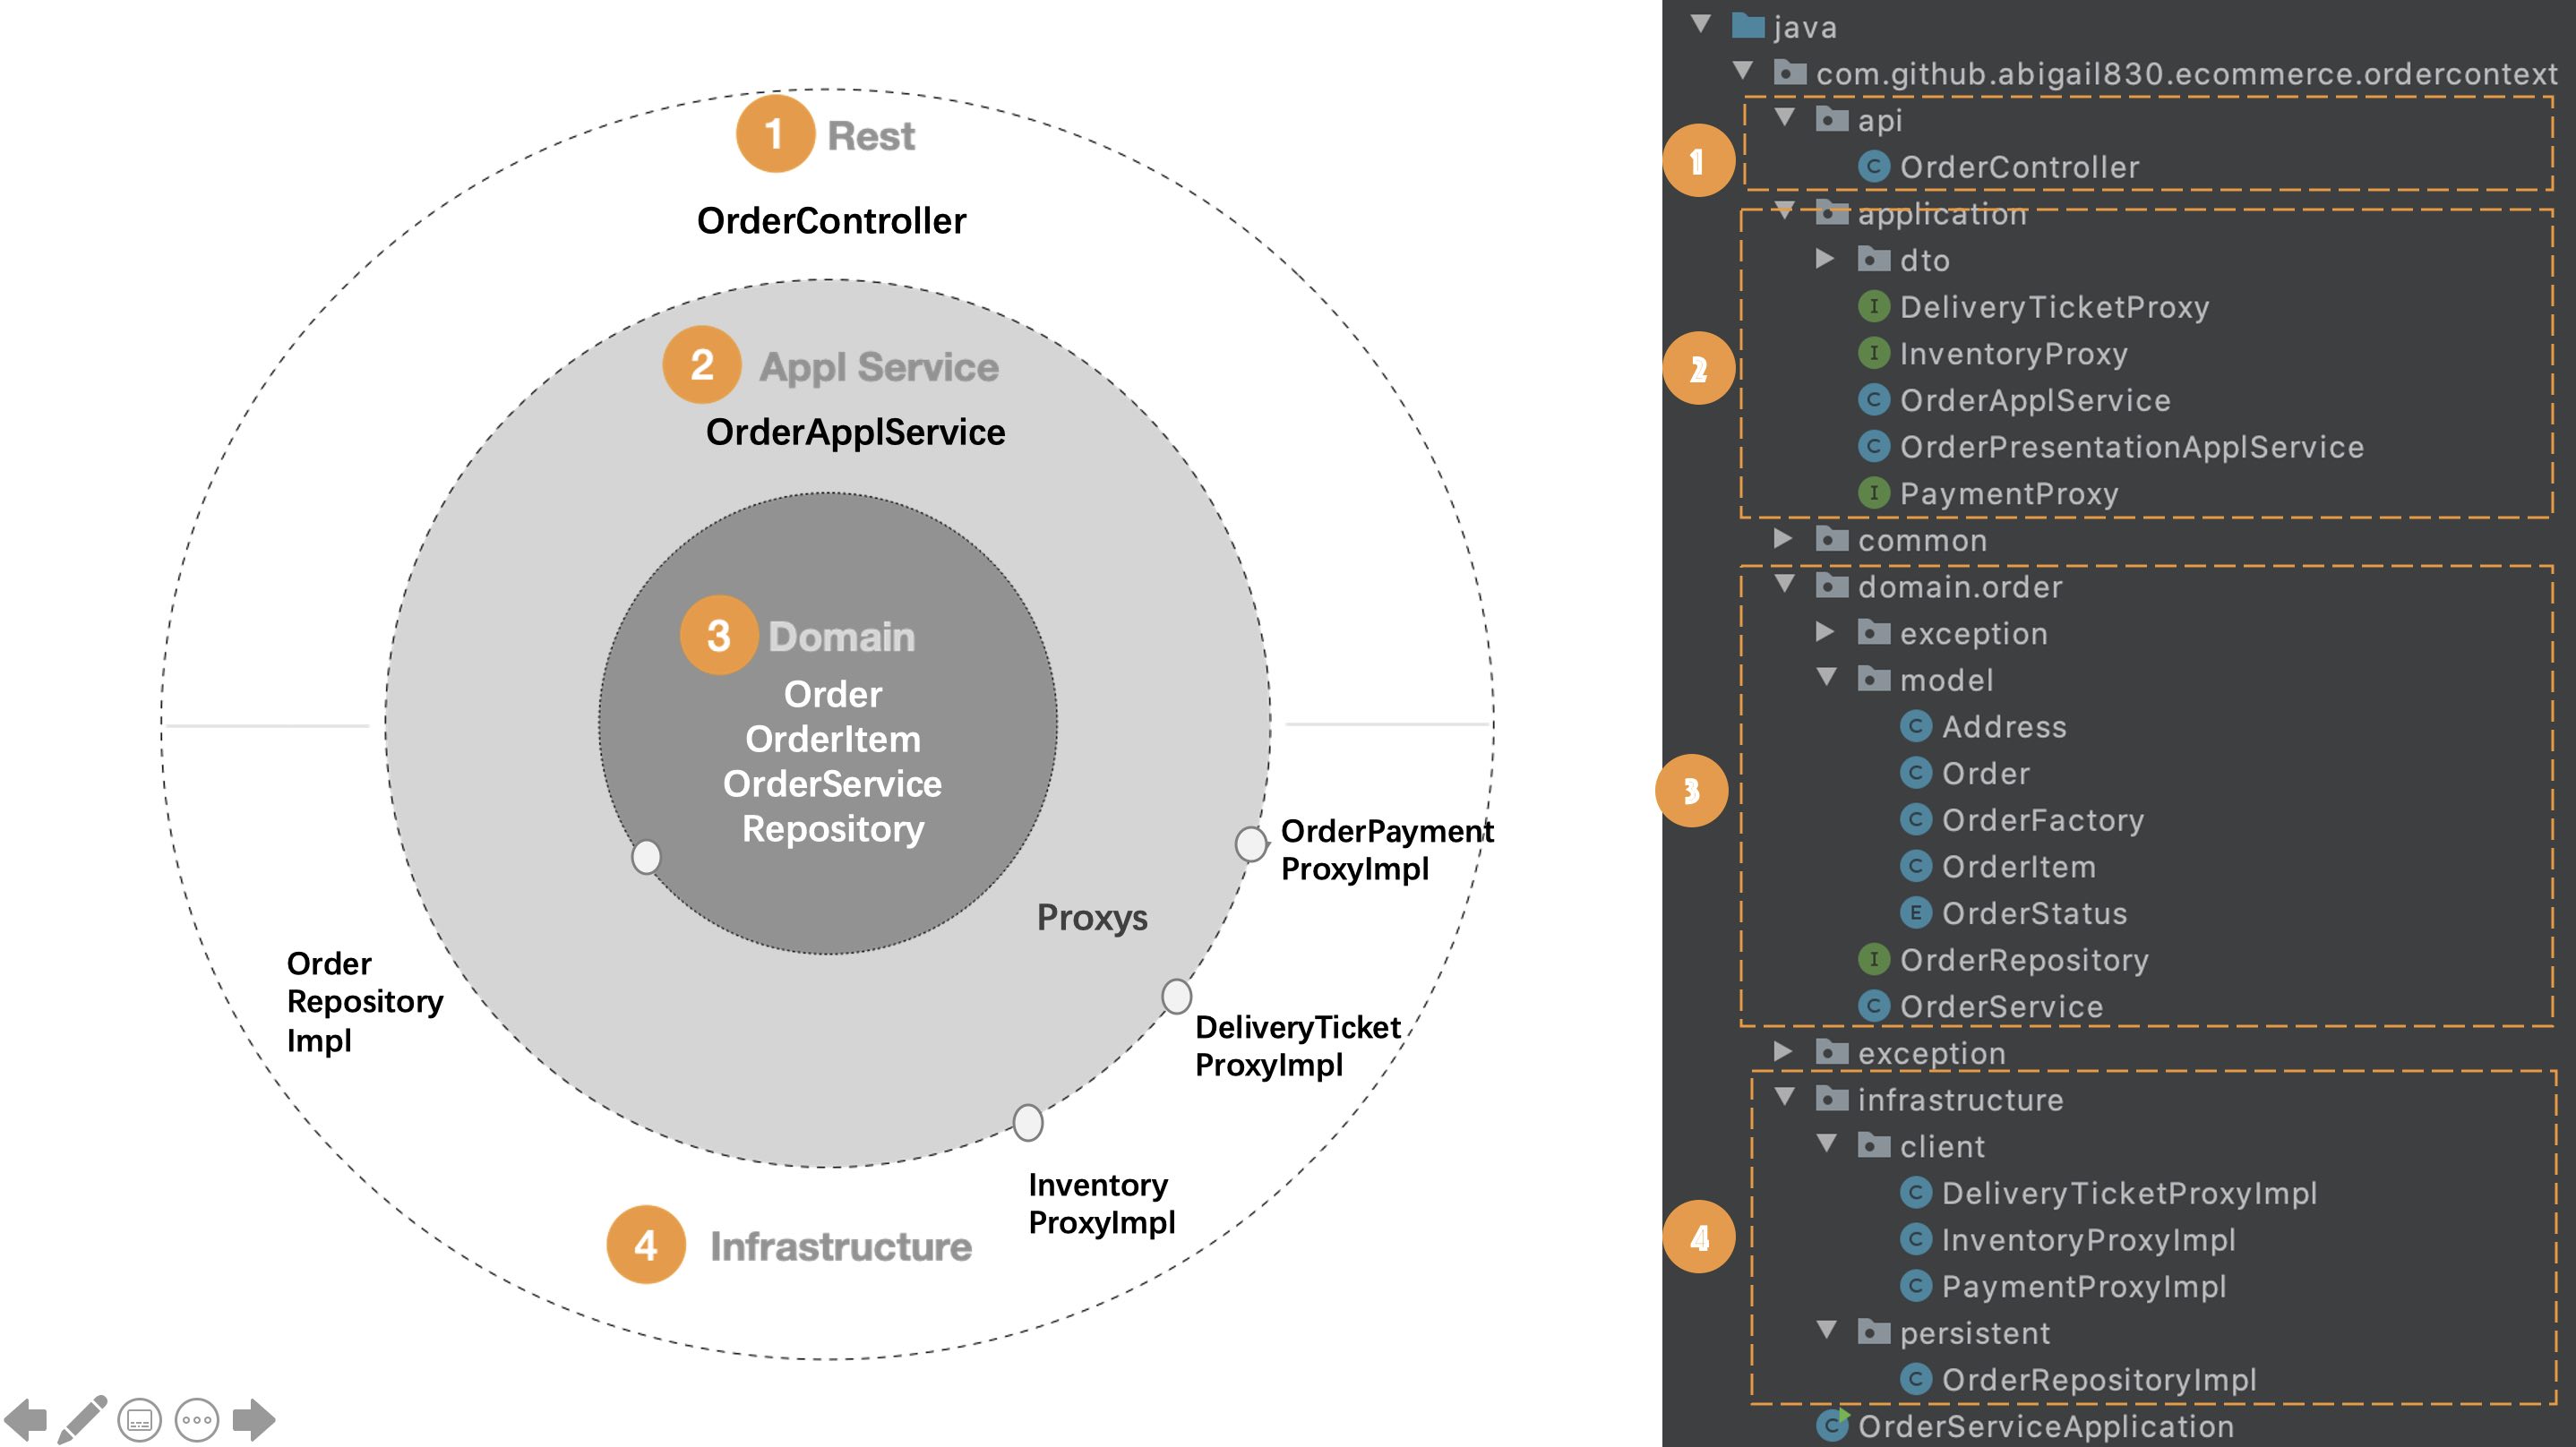 1 Rest
OrderController
2 Appl Service
OrderApplService
3 Domain
Order
OrderItem
OrderService
Repository
OrderPayment
ProxyImpl
Proxys
Order
Repository
Impl
DeliveryTicket
ProxyImpl
Inventory
ProxyImpl
4 Infrastructure
java
com.github.abigail830.ecommerce.ordercontext
1
api
C OrderController
2
application
dto
I DeliveryTicketProxy
I InventoryProxy
C OrderApplService
C OrderPresentationApplService
I PaymentProxy
common
3
domain.order
exception
model
C Address
C Order
C OrderFactory
C OrderItem
E OrderStatus
I OrderRepository
C OrderService
exception
4
infrastructure
client
C DeliveryTicketProxyImpl
C InventoryProxyImpl
C PaymentProxyImpl
persistent
C OrderRepositoryImpl
C OrderServiceApplication